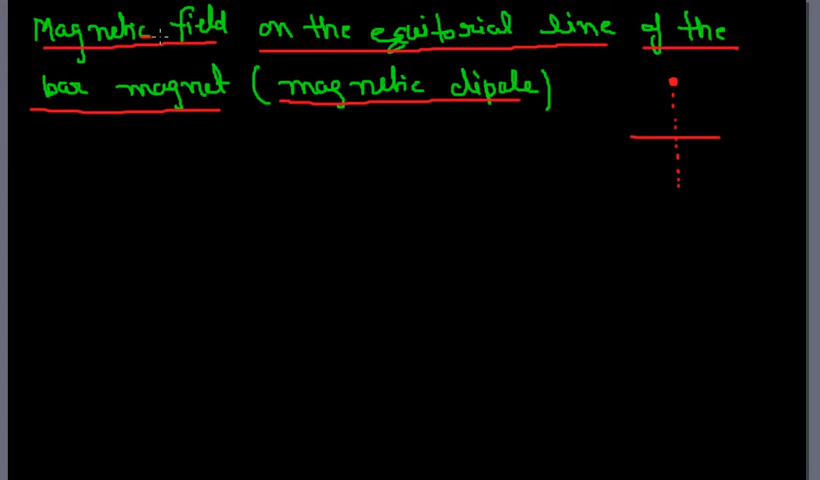 Magnetic field on the equitorial line of the
bar magnet (magnetic dipole)